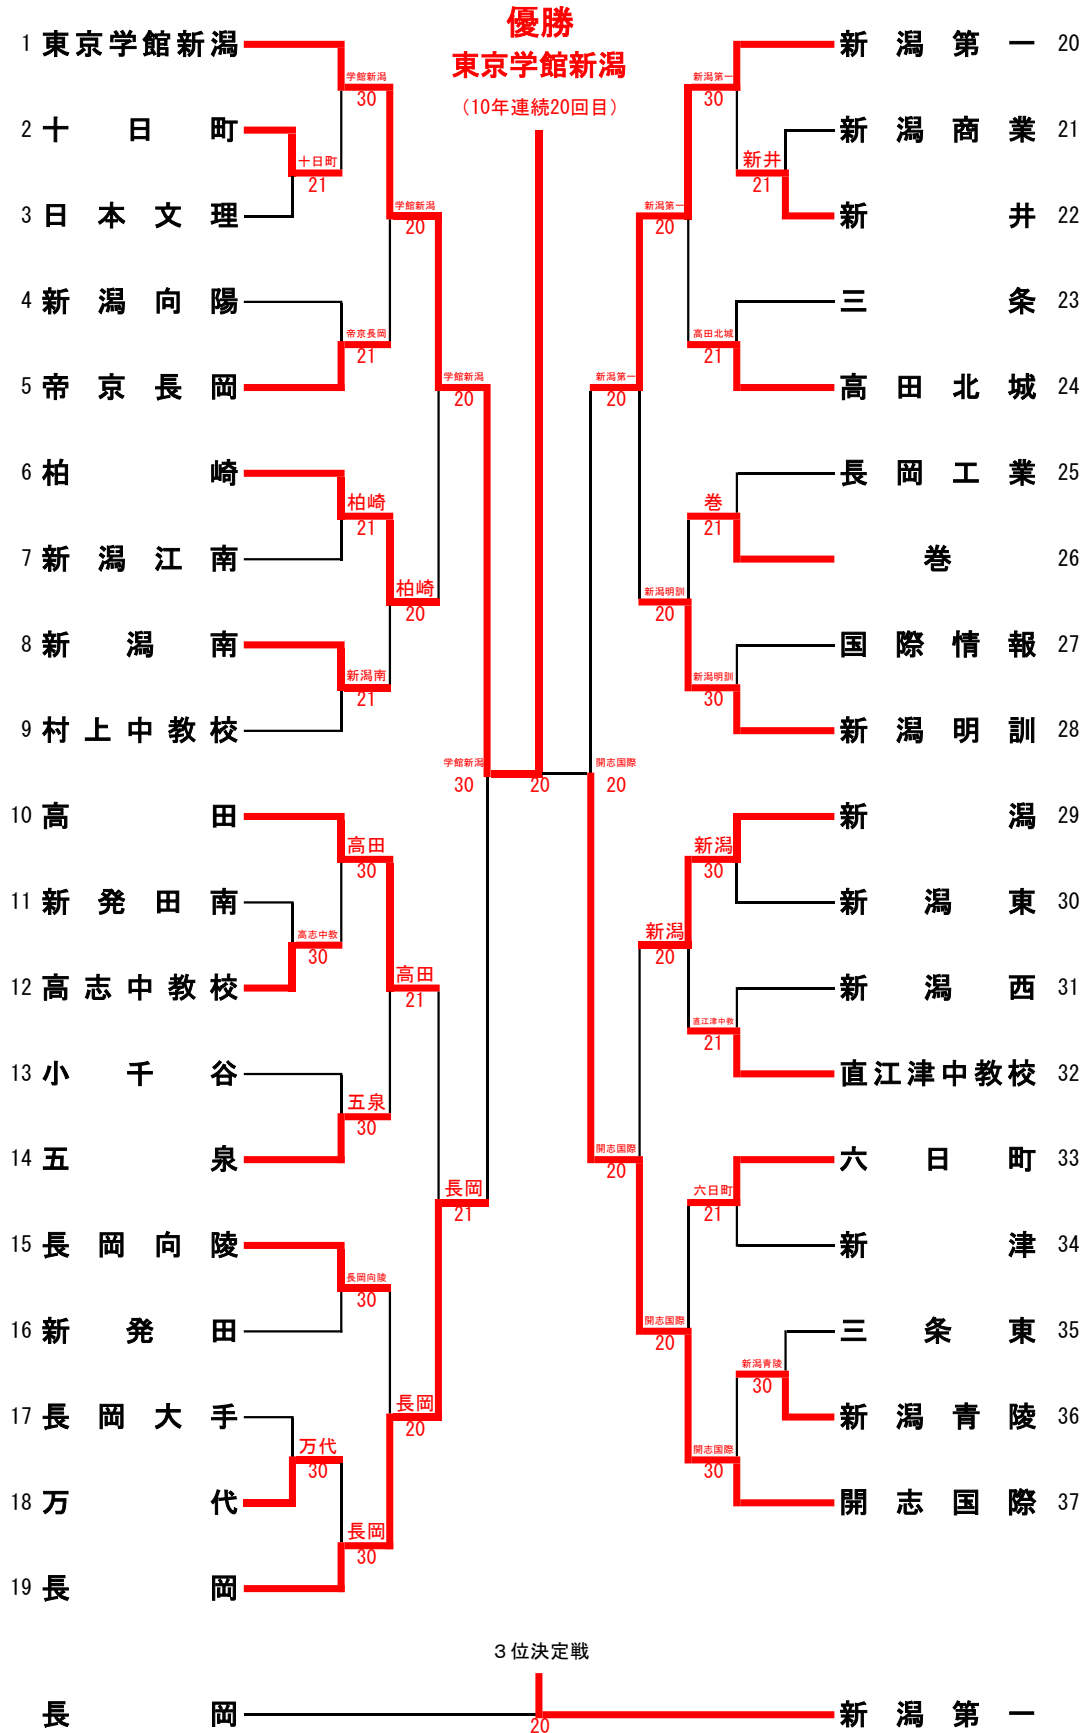 優勝
東京学館新潟
（10年連続20回目）
1 東京学館新潟
学館新潟
30
2 十日町
十日町
21
3 日本文理
学館新潟
20
4 新潟向陽
帝京長岡
21
5 帝京長岡
学館新潟
20
6 柏崎
柏崎
21
7 新潟江南
柏崎
20
8 新潟南
新潟南
21
9 村上中教校
学館新潟
30
20
10 高田
高田
30
11 新発田南
高志中教
30
12 高志中教校
高田
21
13 小千谷
五泉
30
14 五泉
長岡
21
15 長岡向陵
長岡向陵
30
16 新発田
長岡
20
17 長岡大手
万代
30
18 万代
長岡
30
19 長岡
新潟第一 20
新潟第一
30
新潟商業 21
新井
21
新井 22
新潟第一
20
三条 23
高田北城
21
高田北城 24
新潟第一
20
長岡工業 25
巻
21
巻 26
新潟明訓
20
国際情報 27
新潟明訓
30
新潟明訓 28
開志国際
20
新潟 29
新潟
30
新潟東 30
新潟
20
新潟西 31
直江津中教
21
直江津中教校 32
開志国際
20
六日町 33
六日町
21
新津 34
開志国際
20
三条東 35
新潟青陵
30
新潟青陵 36
開志国際
30
開志国際 37
３位決定戦
長岡
20
新潟第一